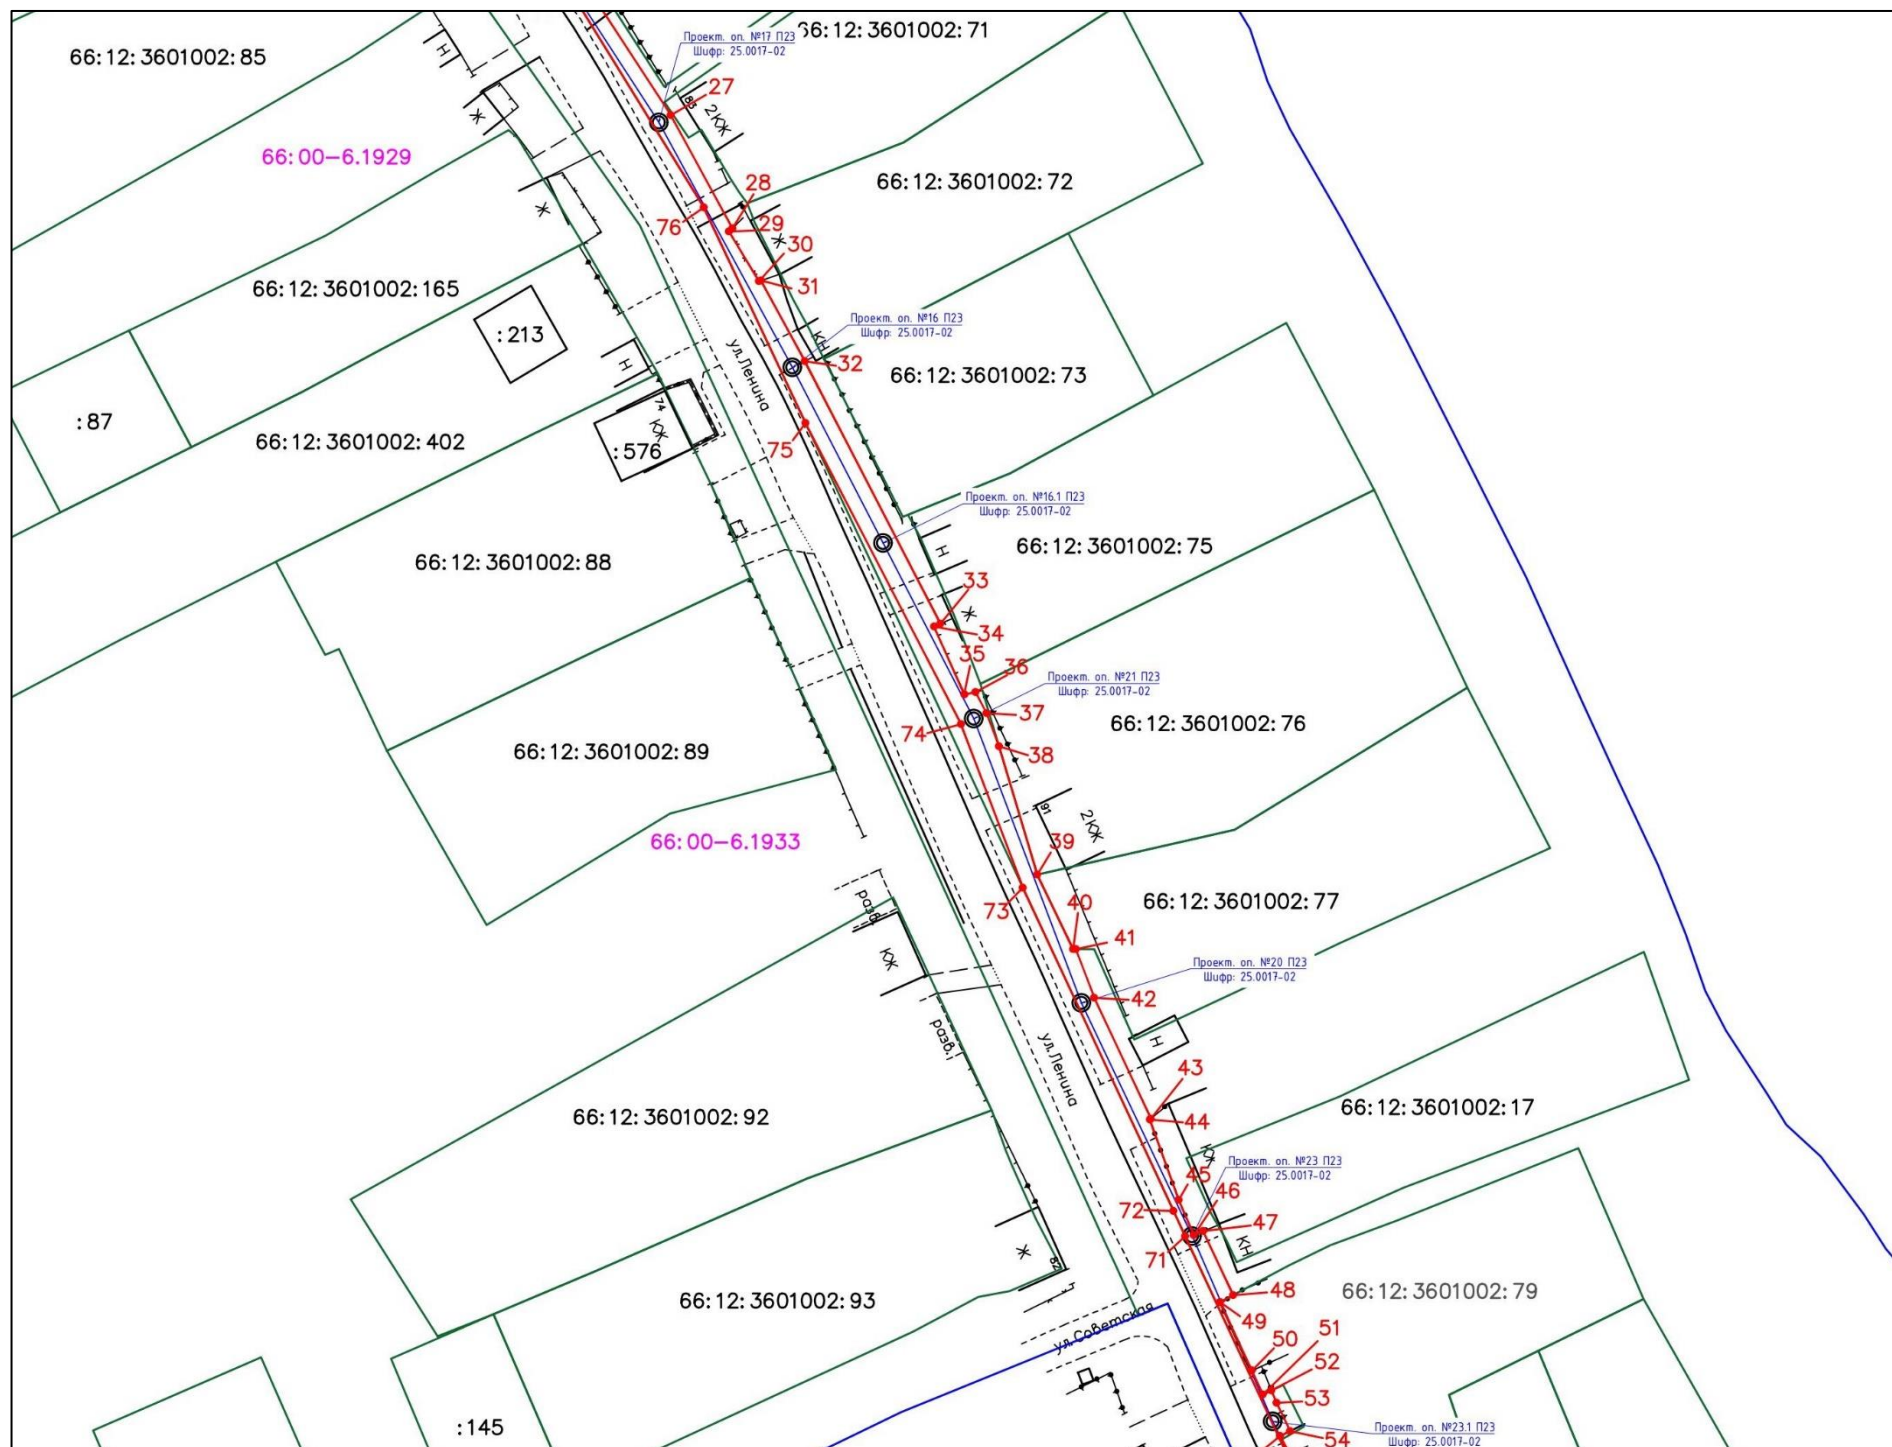 66:12:3601002:85
Н
Проект. оп. №17 П23
Шифр: 25.0017-02
66:12:3601002:71
27
83
2КЖ
Ж
66:00-6.1929
28
66:12:3601002:72
Ж
76
29
Ж
30
66:12:3601002:165
31
:213
Проект. оп. №16 П23
Шифр: 25.0017-02
КН
Н
32
ул.Ленина
66:12:3601002:73
:87
74
КЖ
66:12:3601002:402
75
:576
Проект. оп. №16.1 П23
Шифр: 25.0017-02
66:12:3601002:88
Н
66:12:3601002:75
33
Ж
34
35
36
Проект. оп. №21 П23
Шифр: 25.0017-02
37
74
66:12:3601002:76
66:12:3601002:89
38
91
2КЖ
66:00-6.1933
39
73
разб.
66:12:3601002:77
40
41
КЖ
Проект. оп. №20 П23
Шифр: 25.0017-02
42
разб.
Н
ул.Ленина
43
66:12:3601002:17
66:12:3601002:92
44
КЖ
Проект. оп. №23 П23
Шифр: 25.0017-02
45
46
72
47
71
КН
Ж
82
66:12:3601002:93
48
66:12:3601002:79
49
ул.Советская
50
51
52
53
:145
Проект. оп. №23.1 П23
Шифр: 25.0017-02
54